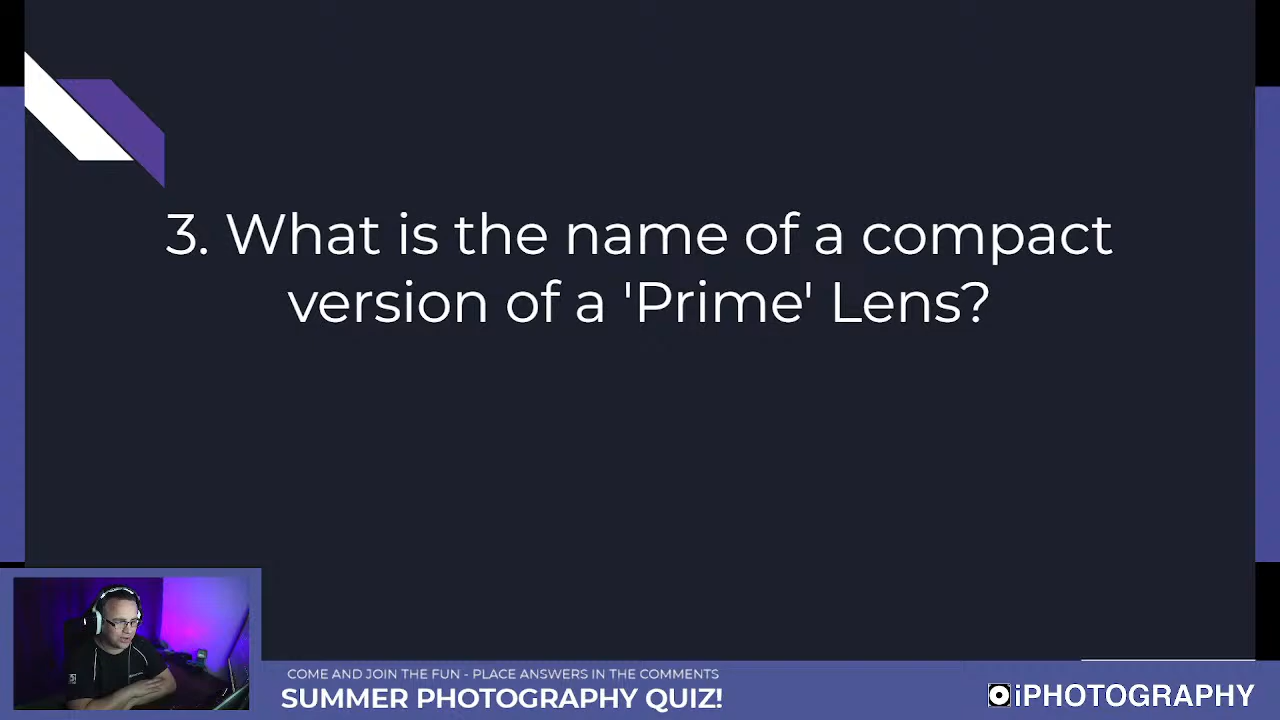 3. What is the name of a compact
version of a 'Prime' Lens?
COME AND JOIN THE FUN - PLACE ANSWERS IN THE COMMENTS
SUMMER PHOTOGRAPHY QUIZ!
iPHOTOGRAPHY